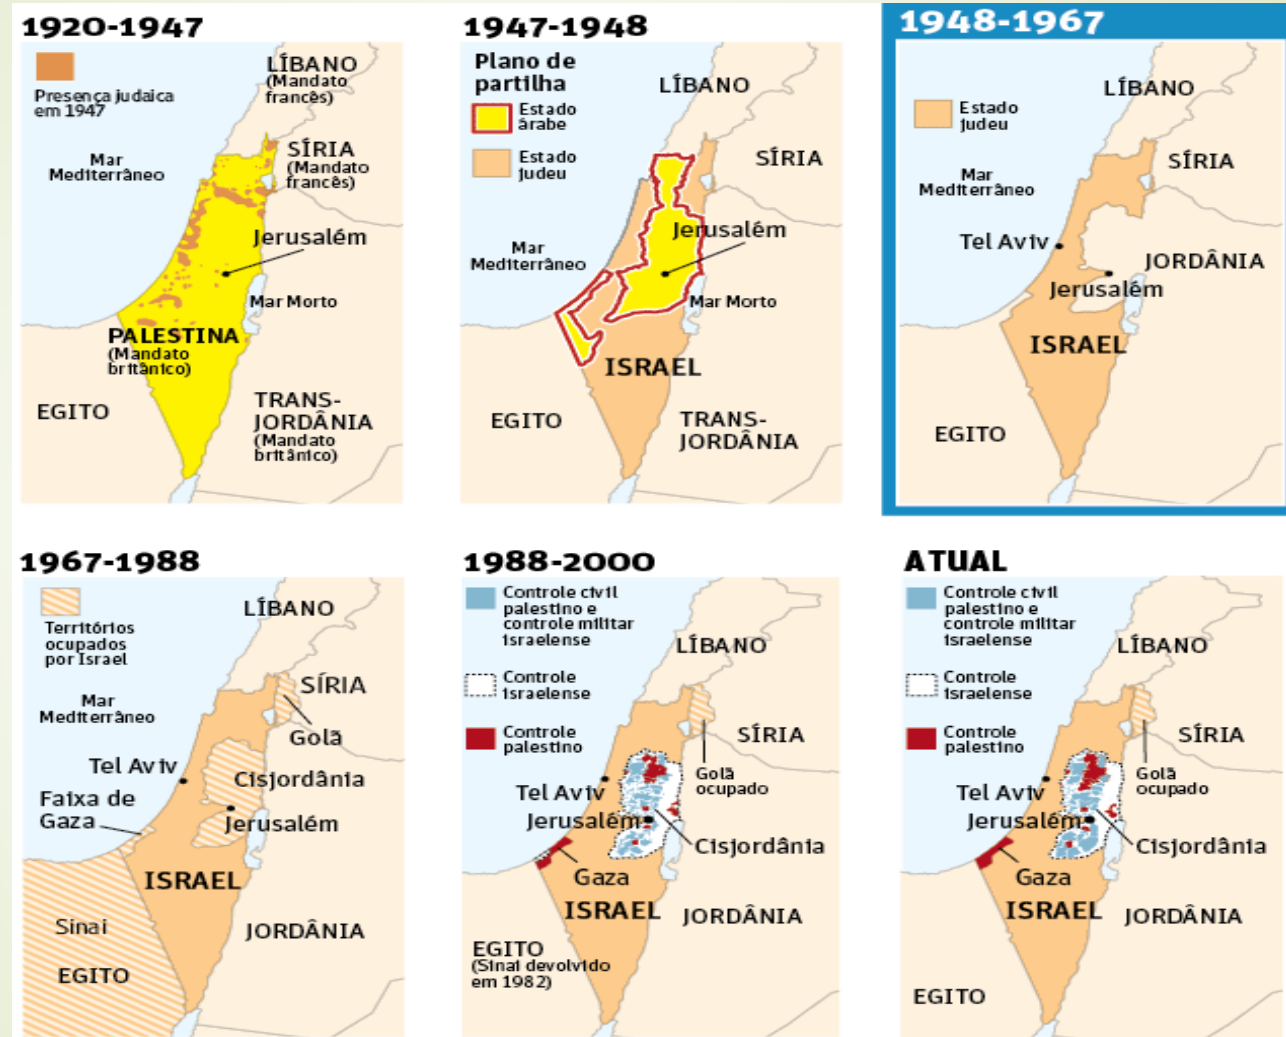 1920-1947
Presença judaica
em 1947
LÍBANO
(Mandato
francês)
SÍRIA
(Mandato
francês)
Mar
Mediterrâneo
Jerusalém
Mar Morto
PALESTINA
(Mandato
britânico)
EGITO
TRANS-
JORDÂNIA
(Mandato
britânico)
1947-1948
Plano de
partilha
Estado
árabe
Estado
judeu
LÍBANO
SÍRIA
Jerusalém
Mar
Mediterrâneo
Mar Morto
ISRAEL
EGITO
TRANS-
JORDÂNIA
1948-1967
Estado
judeu
LÍBANO
SÍRIA
Mar
Mediterrâneo
Tel Aviv
JORDÂNIA
Jerusalém
ISRAEL
EGITO
1967-1988
Territórios
ocupados
por Israel
LÍBANO
SÍRIA
Mar
Mediterrâneo
Golã
Tel Aviv
Cisjordânia
Faixa de
Gaza
Jerusalém
ISRAEL
Sinai
JORDÂNIA
EGITO
1988-2000
Controle civil
palestino e
controle militar
israelense
Controle
israelense
Controle
palestino
LÍBANO
SÍRIA
Golã
ocupado
Tel Aviv
Jerusalém
Cisjordânia
Gaza
ISRAEL
JORDÂNIA
EGITO
(Sinai devolvido
em 1982)
ATUAL
Controle civil
palestino e
controle militar
israelense
Controle
israelense
Controle
palestino
LÍBANO
SÍRIA
Golã
ocupado
Tel Aviv
Jerusalém
Cisjordânia
Gaza
ISRAEL
JORDÂNIA
EGITO